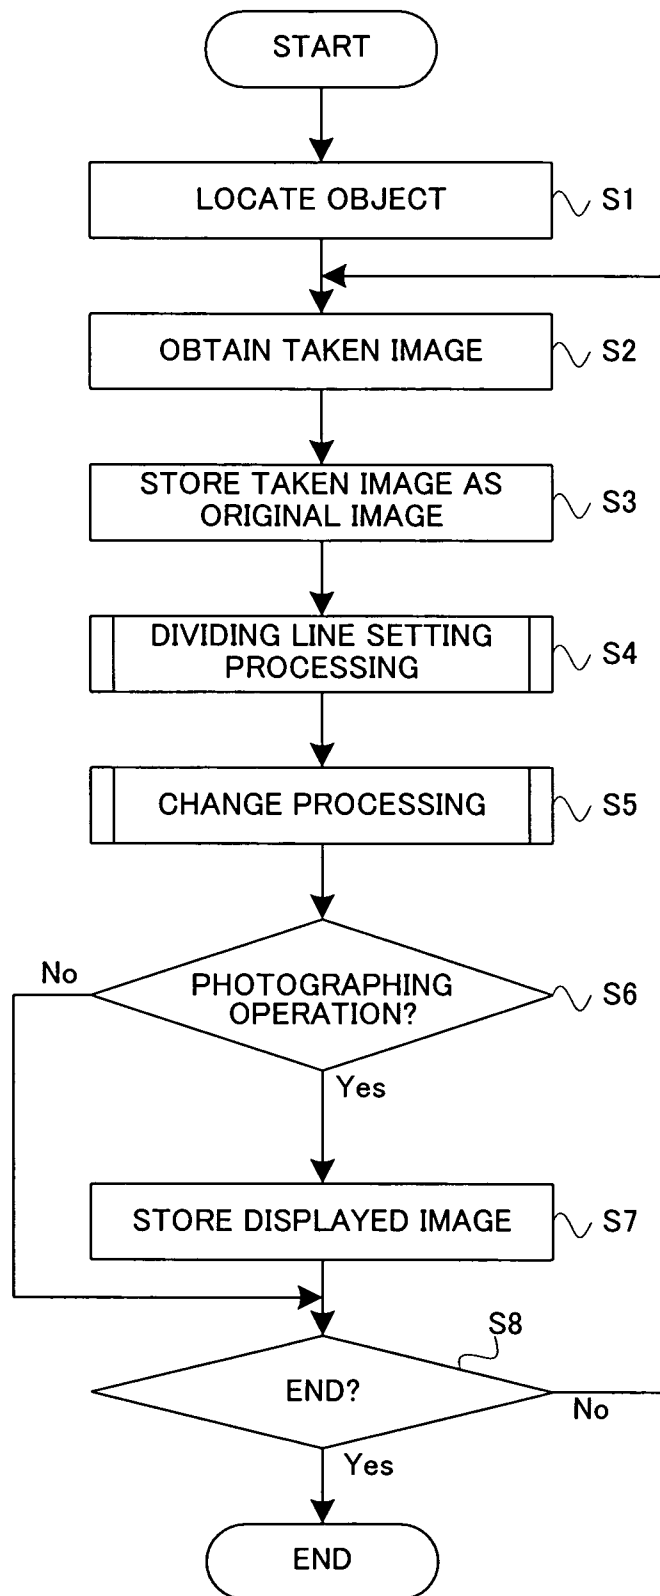 START
LOCATE OBJECT
S1
OBTAIN TAKEN IMAGE
S2
STORE TAKEN IMAGE AS
ORIGINAL IMAGE
S3
DIVIDING LINE SETTING
PROCESSING
S4
CHANGE PROCESSING
S5
No
PHOTOGRAPHING
OPERATION?
S6
Yes
STORE DISPLAYED IMAGE
S7
S8
END?
No
Yes
END